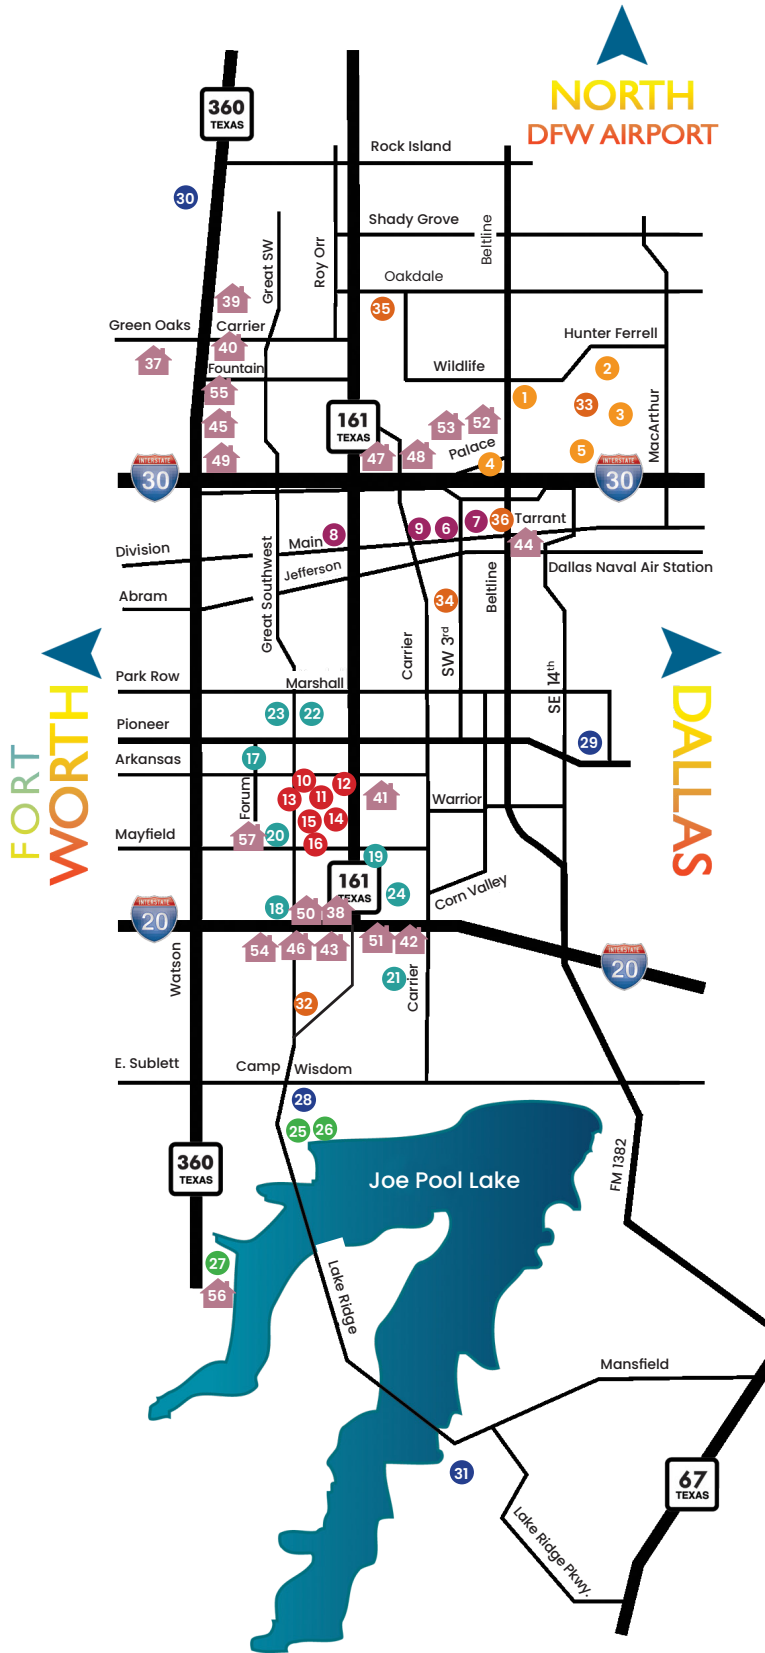 NORTH
DFW AIRPORT
360
TEXAS
Rock Island
30
Shady Grove
Beltline
Great SW
Roy Orr
Oakdale
39
35
Green Oaks
Carrier
Hunter Ferrell
40
37
Fountain
Wildlife
2
55
1
33
3
MacArthur
161
TEXAS
45
53
52
Palace
49
47
48
4
5
INTERSTATE
30
INTERSTATE
30
8
9
6
7
36
Tarrant
Division
Main
44
Jefferson
Dallas Naval Air Station
Abram
Great Southwest
Beltline
34
Carrier
SW 3rd
FORT
WORTH
DALLAS
Park Row
Marshall
SE 14th
23
22
Pioneer
29
Arkansas
17
10
12
Forum
13
11
41
Warrior
15
14
Mayfield
57
20
16
19
161
TEXAS
24
Corn Valley
18
50
38
INTERSTATE
20
54
46
43
51
42
INTERSTATE
20
Watson
21
Carrier
32
E. Sublett
Camp
Wisdom
28
25
26
FM 1382
360
TEXAS
Joe Pool Lake
27
56
Lake Ridge
Mansfield
31
67
TEXAS
Lake Ridge Pkwy.